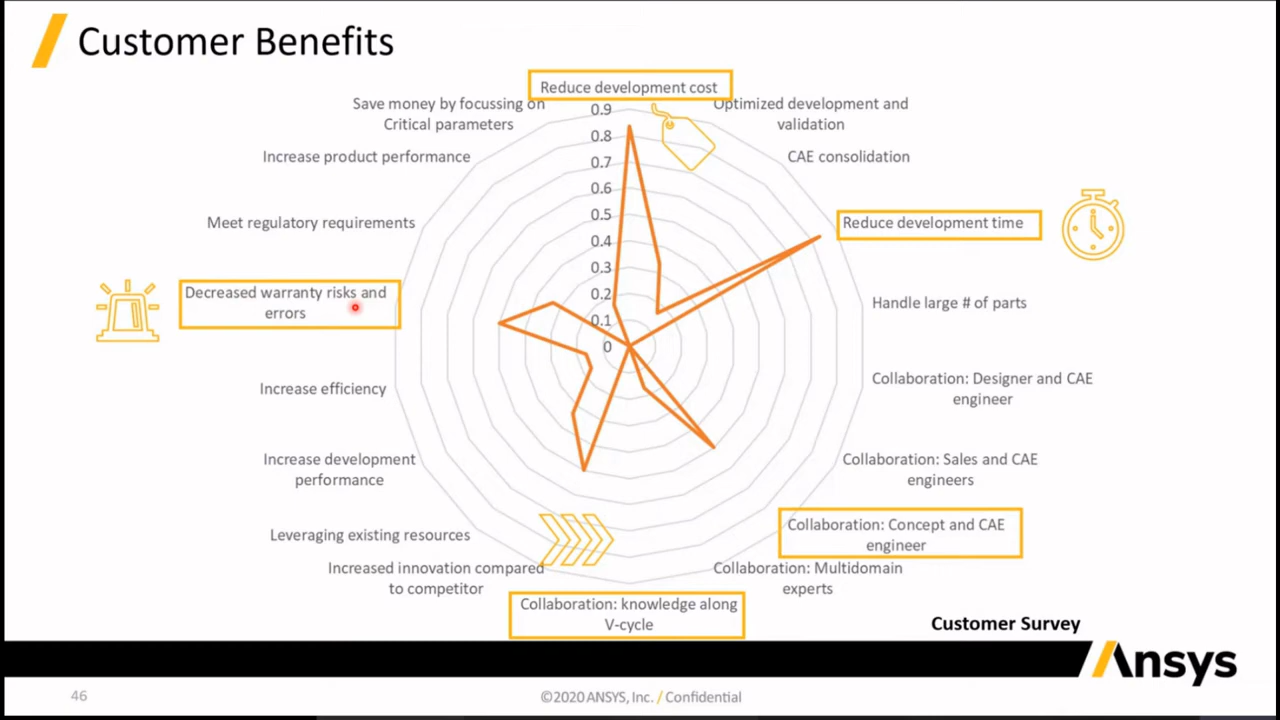 Customer Benefits
Reduce development cost
Save money by focussing on
Critical parameters
Optimized development and
validation
Increase product performance
CAE consolidation
Meet regulatory requirements
Reduce development time
Decreased warranty risks and
errors
Handle large # of parts
Increase efficiency
Collaboration: Designer and CAE
engineer
Increase development
performance
Collaboration: Sales and CAE
engineers
Leveraging existing resources
Collaboration: Concept and CAE
engineer
Increased innovation compared
to competitor
Collaboration: Multidomain
experts
Collaboration: knowledge along
V-cycle
0.9
0.8
0.7
0.6
0.5
0.4
0.3
0.2
0.1
0
Customer Survey
Ansys
46
©2020 ANSYS, Inc. / Confidential